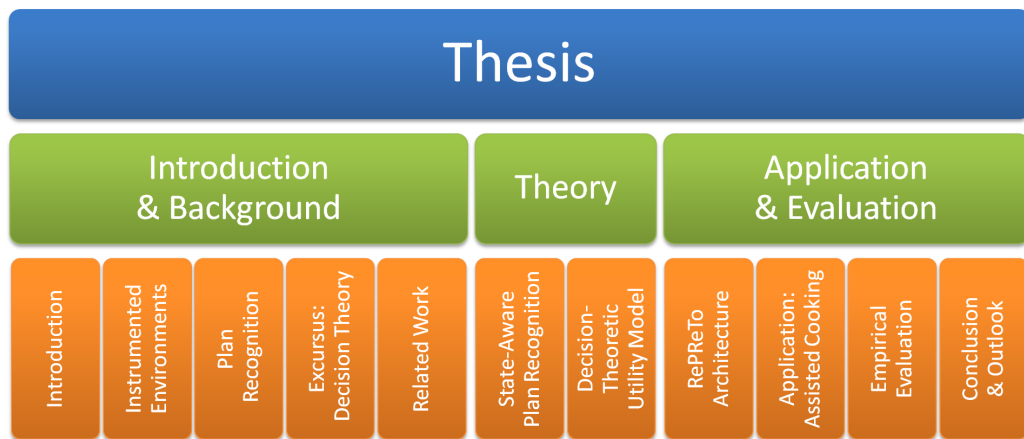 Thesis
Introduction
& Background
Theory
Application
& Evaluation
Introduction
Instrumented
Environments
Plan
Recognition
Excursus:
Decision Theory
Related Work
State-Aware
Plan Recognition
Decision-
Theoretic
Utility Model
RePReTo
Architecture
Application:
Assisted Cooking
Empirical
Evaluation
Conclusion
& Outlook